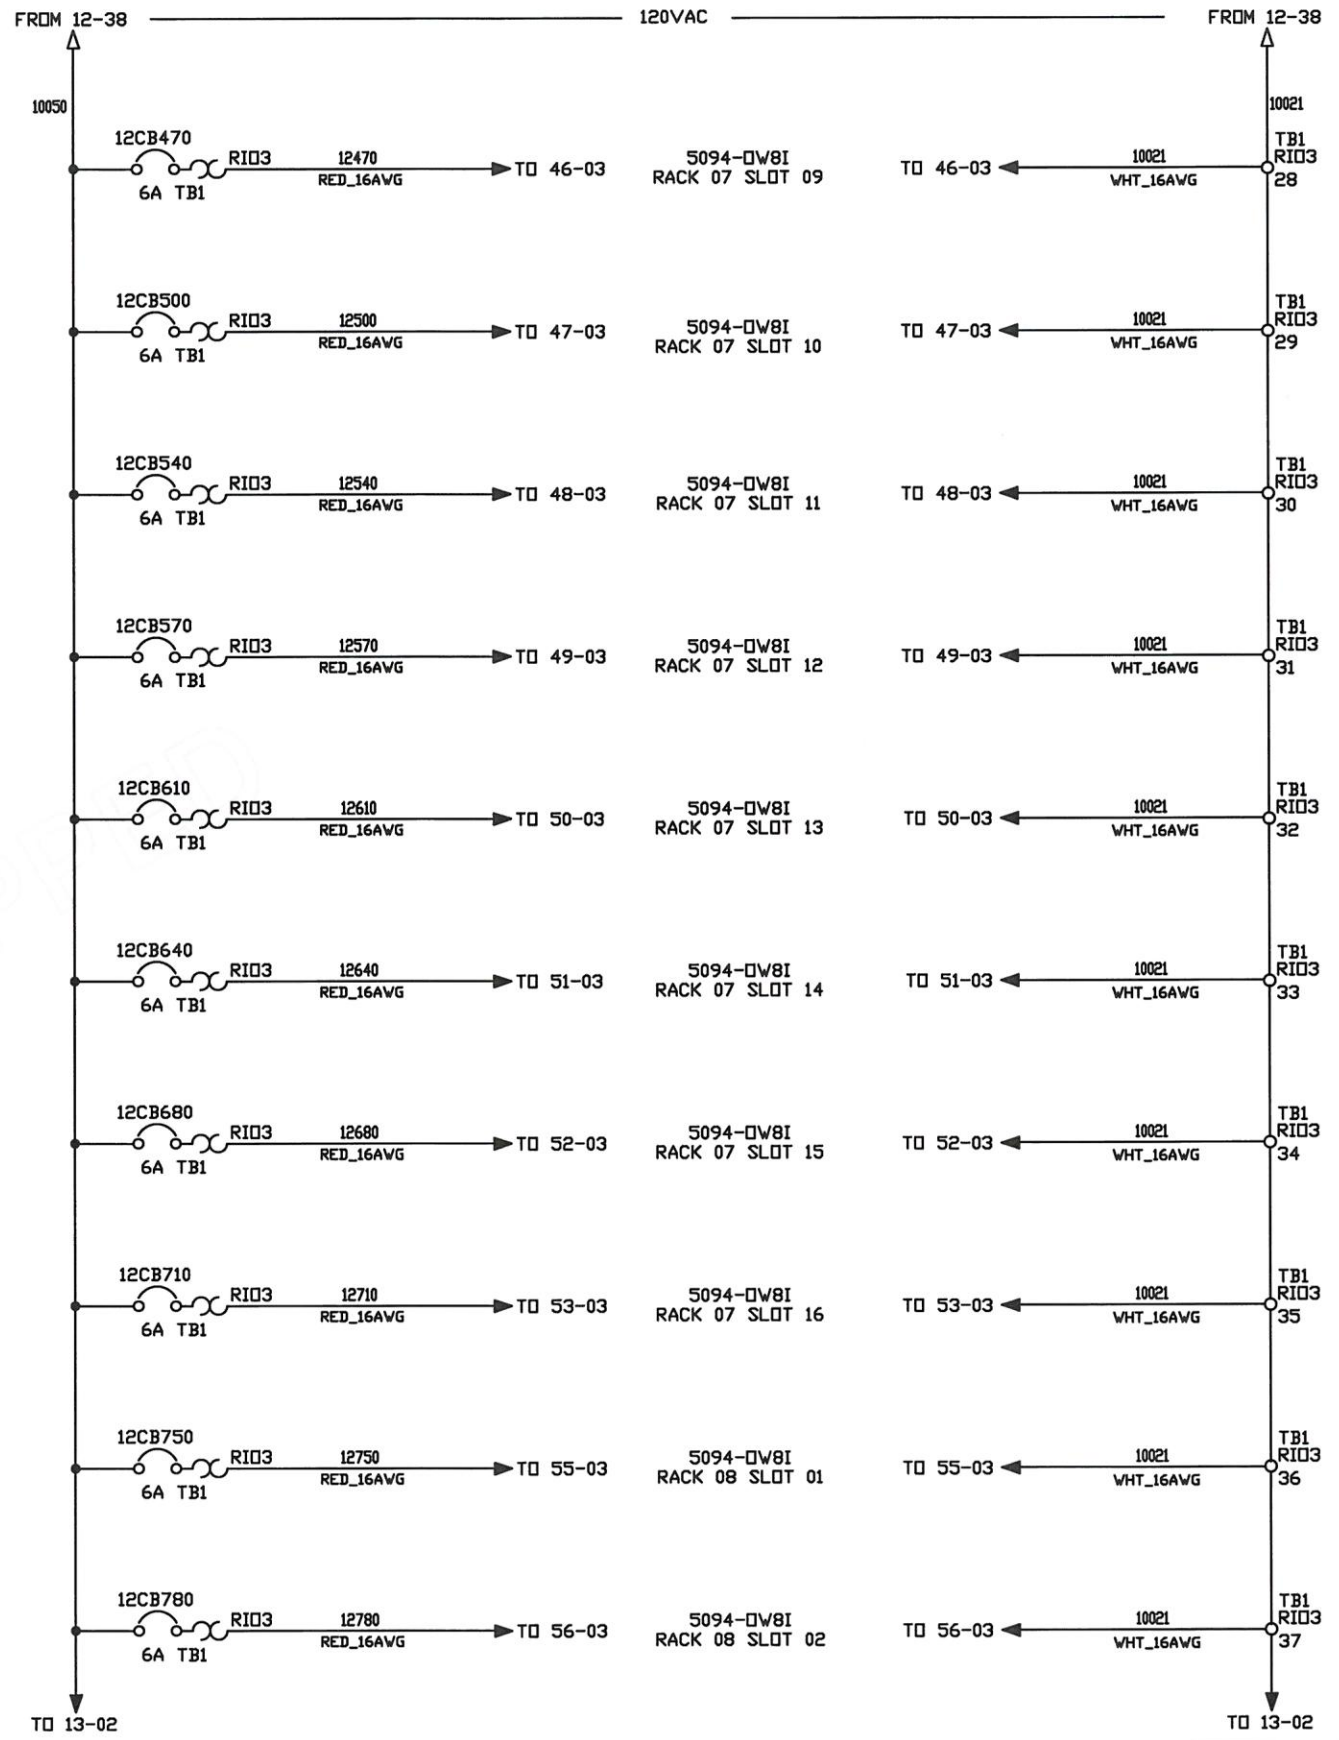 FROM 12-38 120VAC FROM 12-38
10050 10021
12CB470 RIO3 12470 TO 46-03 5094-OW8I TO 46-03 10021 TB1 RIO3
6A TB1 RED_16AWG RACK 07 SLOT 09 WHT_16AWG 28
12CB500 RIO3 12500 TO 47-03 5094-OW8I TO 47-03 10021 TB1 RIO3
6A TB1 RED_16AWG RACK 07 SLOT 10 WHT_16AWG 29
12CB540 RIO3 12540 TO 48-03 5094-OW8I TO 48-03 10021 TB1 RIO3
6A TB1 RED_16AWG RACK 07 SLOT 11 WHT_16AWG 30
12CB570 RIO3 12570 TO 49-03 5094-OW8I TO 49-03 10021 TB1 RIO3
6A TB1 RED_16AWG RACK 07 SLOT 12 WHT_16AWG 31
12CB610 RIO3 12610 TO 50-03 5094-OW8I TO 50-03 10021 TB1 RIO3
6A TB1 RED_16AWG RACK 07 SLOT 13 WHT_16AWG 32
12CB640 RIO3 12640 TO 51-03 5094-OW8I TO 51-03 10021 TB1 RIO3
6A TB1 RED_16AWG RACK 07 SLOT 14 WHT_16AWG 33
12CB680 RIO3 12680 TO 52-03 5094-OW8I TO 52-03 10021 TB1 RIO3
6A TB1 RED_16AWG RACK 07 SLOT 15 WHT_16AWG 34
12CB710 RIO3 12710 TO 53-03 5094-OW8I TO 53-03 10021 TB1 RIO3
6A TB1 RED_16AWG RACK 07 SLOT 16 WHT_16AWG 35
12CB750 RIO3 12750 TO 55-03 5094-OW8I TO 55-03 10021 TB1 RIO3
6A TB1 RED_16AWG RACK 08 SLOT 01 WHT_16AWG 36
12CB780 RIO3 12780 TO 56-03 5094-OW8I TO 56-03 10021 TB1 RIO3
6A TB1 RED_16AWG RACK 08 SLOT 02 WHT_16AWG 37
TO 13-02 TO 13-02